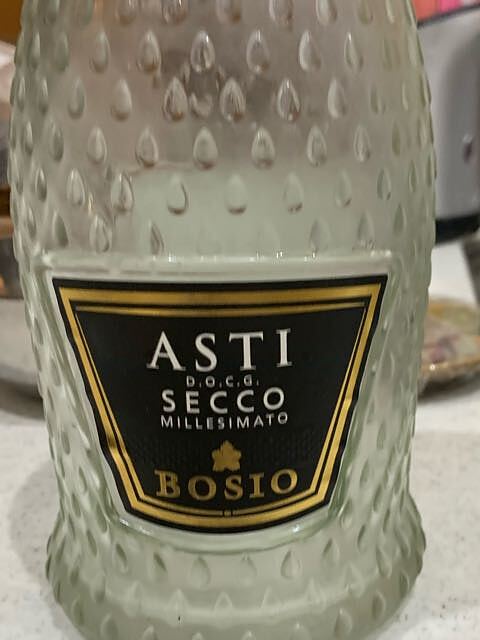 ASTI
D.O.C.G.
SECCO
MILLESIMATO
BOSIO